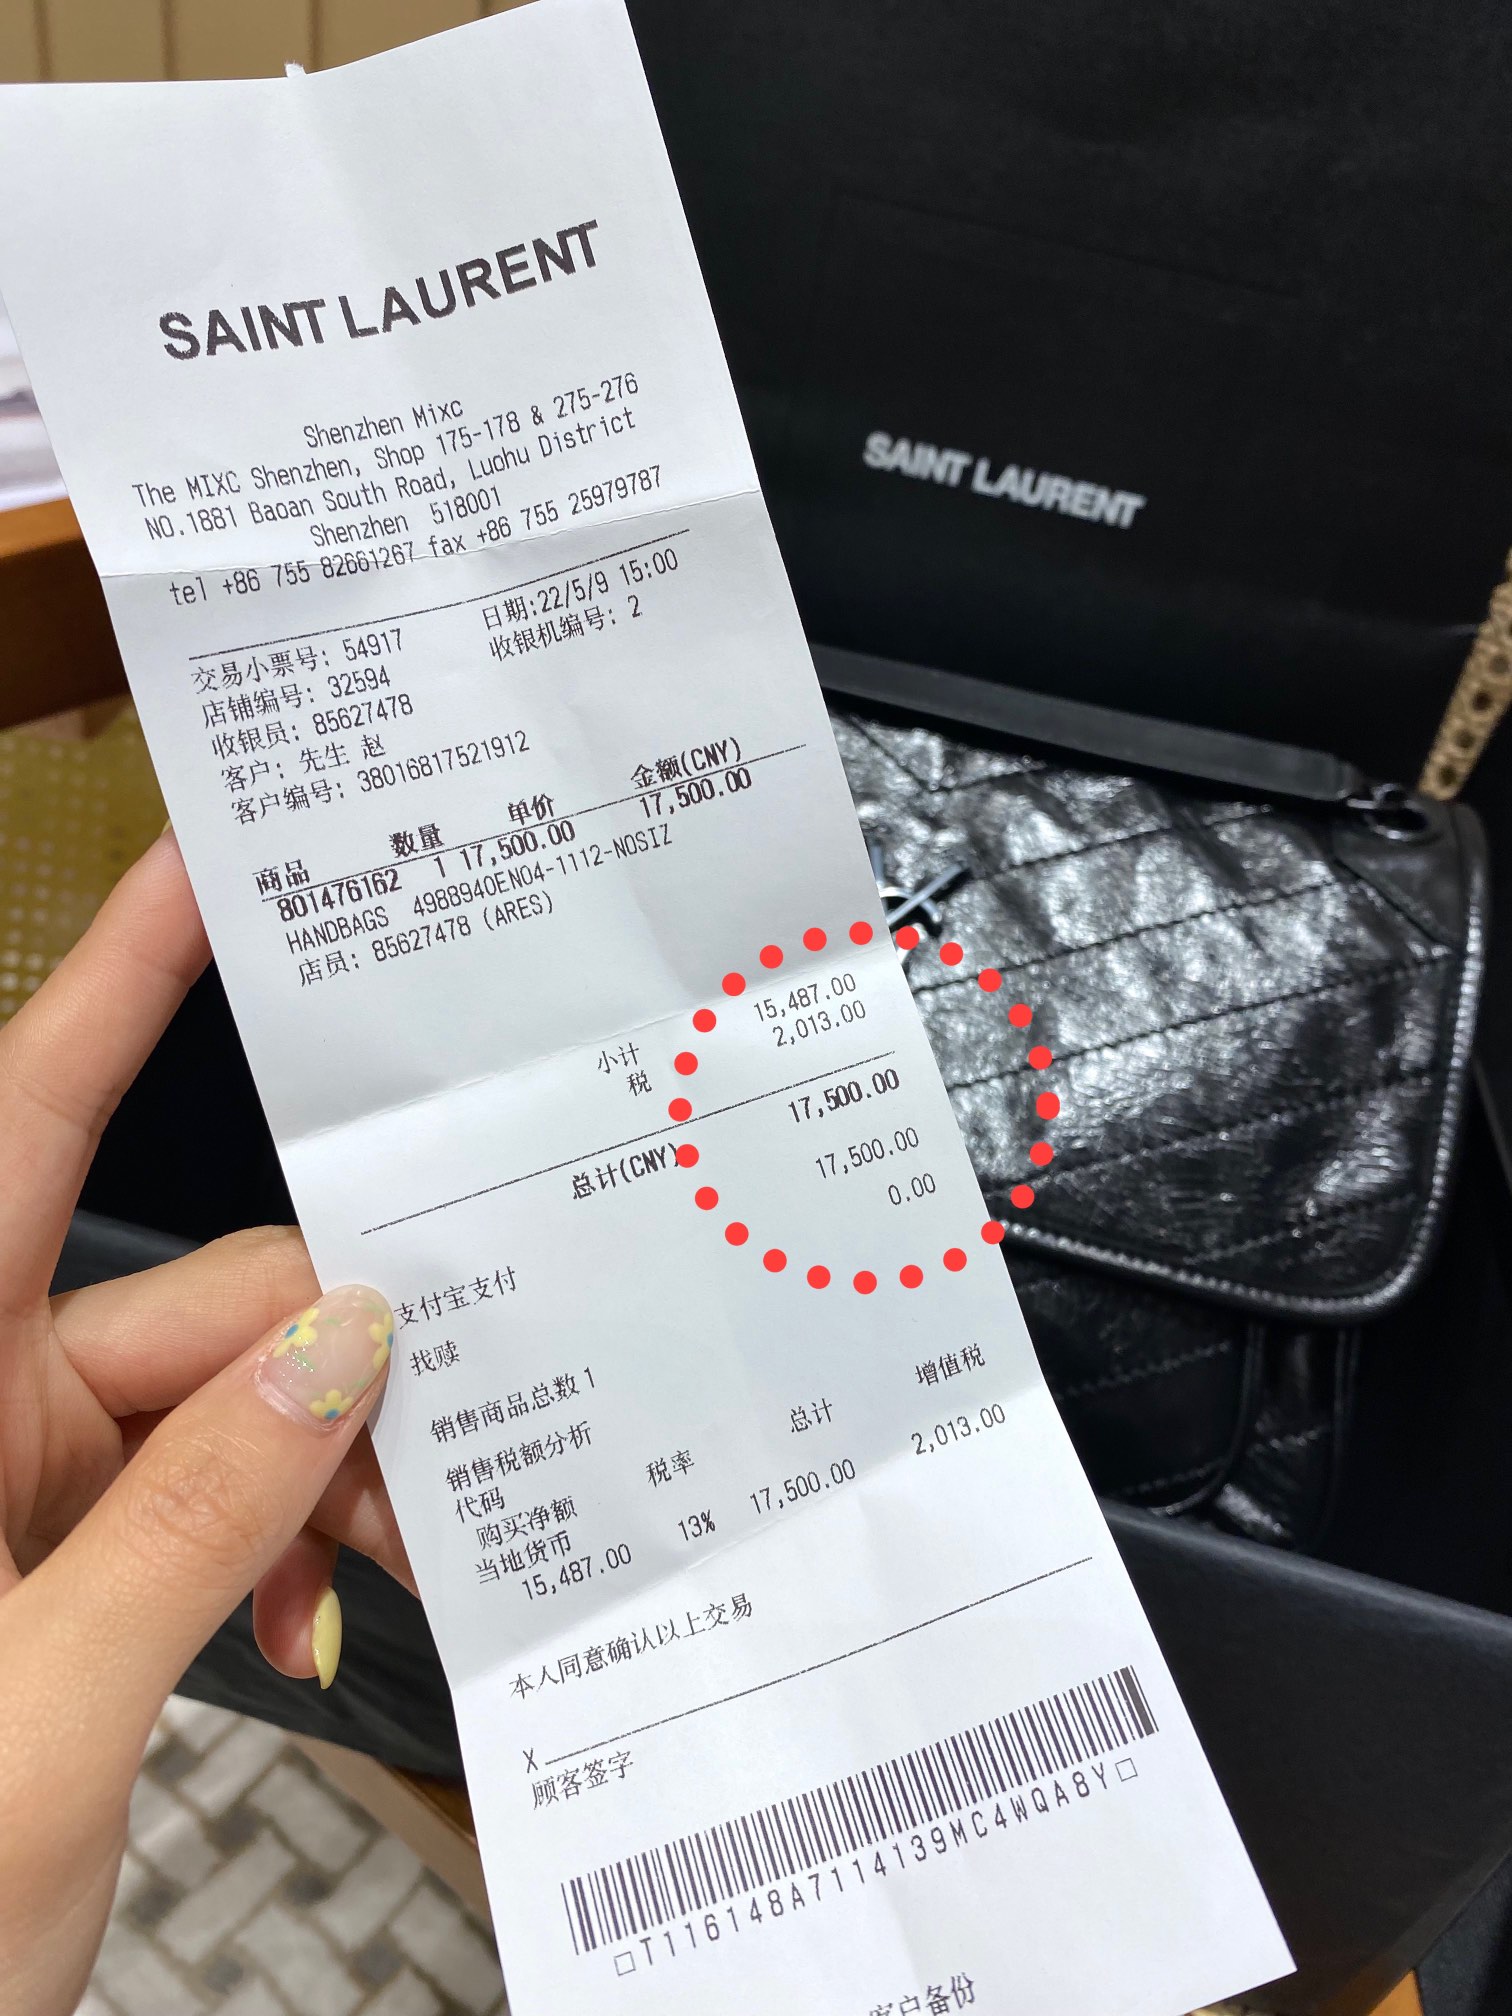 SAINT LAURENT
Shenzhen Mixc
The MIXC Shenzhen, Shop 175-178 & 275-276
NO.1881 Baoan South Road, Luohu District
Shenzhen 518001
tel +86 755 82661267 fax +86 755 25979787
交易小票号: 54917 日期:22/5/9 15:00
店铺编号: 32594 收银机编号: 2
收银员: 85627478
客户: 先生 赵
客户编号: 38016817521912
商品 数量 单价 金额(CNY)
801476162 1 17,500.00 17,500.00
HANDBAGS 4988940EN04-1112-NOSIZ
店员: 85627478 (ARES)
小计 15,487.00
税 2,013.00
总计(CNY) 17,500.00
支付宝支付 17,500.00
找赎 0.00
销售商品总数 1
销售税额分析
代码 税率 总计 增值税
购买净额
当地货币
15,487.00 13% 17,500.00 2,013.00
本人同意确认以上交易
X
顾客签字
T116148A7114139MC4WQA8Y
客户备份
SAINT LAURENT